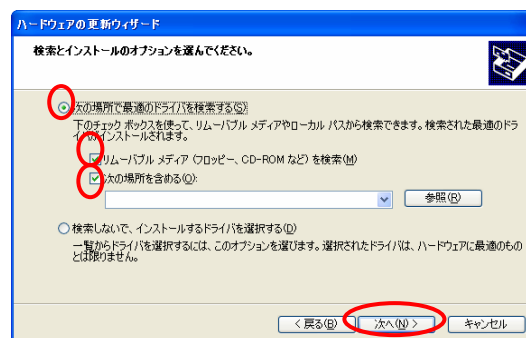 ハードウェアの更新ウィザード
検索とインストールのオプションを選んでください。
次の場所で最適のドライバを検索する(S)
下のチェック ボックスを使って、リムーバブル メディアやローカル パスから検索できます。検索された最適のドラ
イバがインストールされます。
リムーバブル メディア (フロッピー、CD-ROM など) を検索(M)
次の場所を含める(O):
参照(R)
検索しないで、インストールするドライバを選択する(D)
一覧からドライバを選択するには、このオプションを選びます。選択されたドライバは、ハードウェアに最適のもの
とは限りません。
< 戻る(B) 次へ(N) > キャンセル